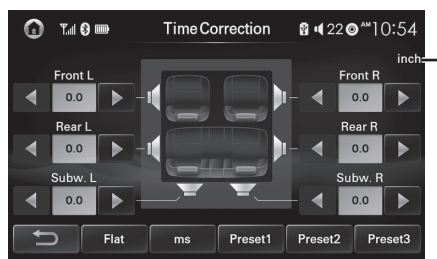 Time Correction 22 AM 10:54
inch
Front L Front R
0.0 0.0
Rear L Rear R
0.0 0.0
Subw. L Subw. R
0.0 0.0
Flat ms Preset1 Preset2 Preset3